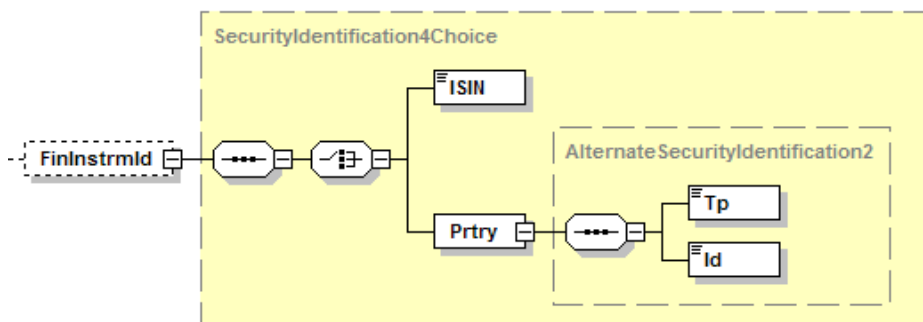 SecurityIdentification4Choice
ISIN
FinInstrmId
AlternateSecurityIdentification2
Tp
Prtry
Id